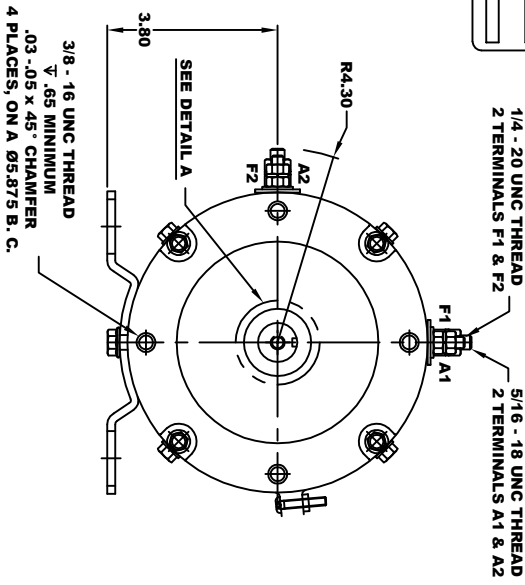 1/4 - 20 UNC THREAD
2 TERMINALS F1 & F2
5/16 - 18 UNC THREAD
2 TERMINALS A1 & A2
R4.30
A2
F2
F1
A1
3.80
SEE DETAIL A
3/8 - 16 UNC THREAD
↧ .65 MINIMUM
.03 -.05 x 45° CHAMFER
4 PLACES, ON A Ø5.875 B. C.